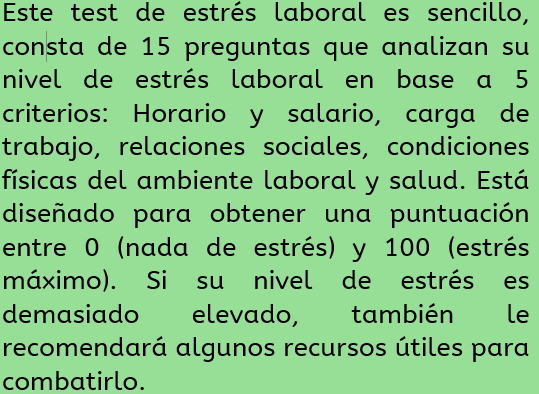 Este test de estrés laboral es sencillo,
consta de 15 preguntas que analizan su
nivel de estrés laboral en base a 5
criterios: Horario y salario, carga de
trabajo, relaciones sociales, condiciones
físicas del ambiente laboral y salud. Está
diseñado para obtener una puntuación
entre 0 (nada de estrés) y 100 (estrés
máximo). Si su nivel de estrés es
demasiado elevado, también le
recomendará algunos recursos útiles para
combatirlo.